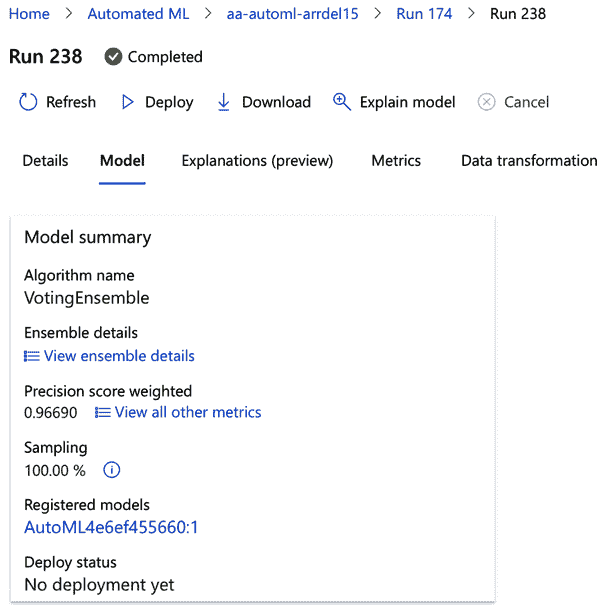 Home > Automated ML > aa-automl-arrdel15 > Run 174 > Run 238
Run 238 Completed
Refresh Deploy Download Explain model Cancel
Details Model Explanations (preview) Metrics Data transformation
Model summary
Algorithm name
VotingEnsemble
Ensemble details
View ensemble details
Precision score weighted
0.96690 View all other metrics
Sampling
100.00 %
Registered models
AutoML4e6ef455660:1
Deploy status
No deployment yet